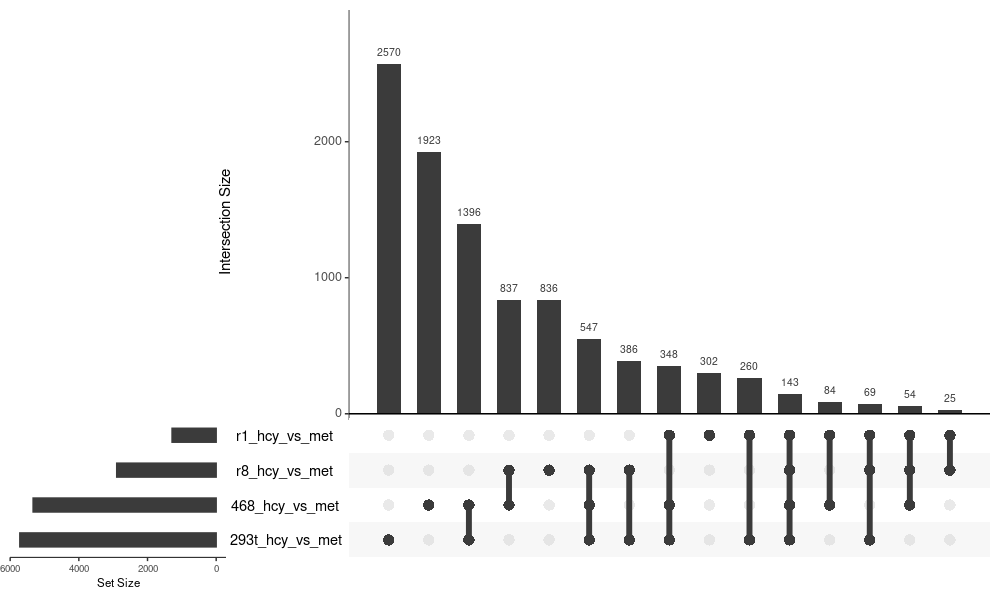 2570
1923
1396
837
836
547
386
348
302
260
143
84
69
54
25
Intersection Size
2000
1000
0
r1_hcy_vs_met
r8_hcy_vs_met
468_hcy_vs_met
293t_hcy_vs_met
6000 4000 2000 0
Set Size